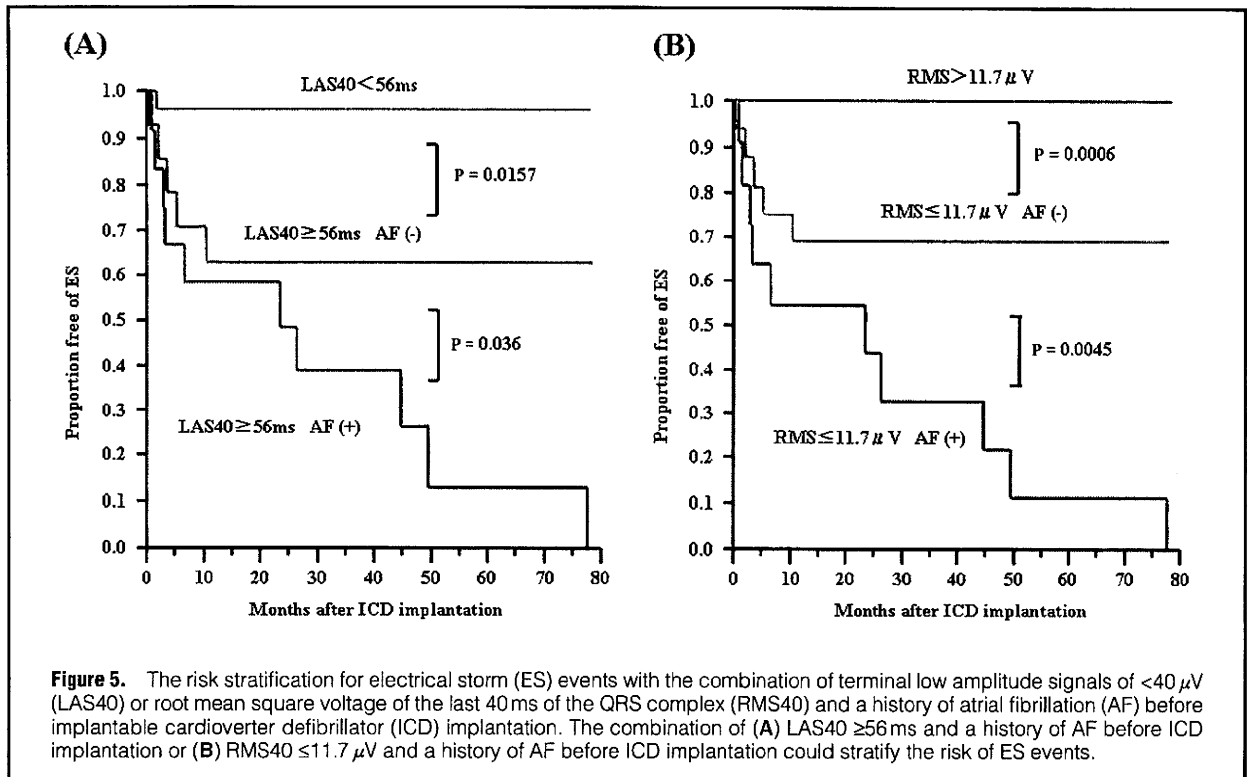 (A)
LAS40<56ms
P = 0.0157
LAS40≥56ms AF (-)
P = 0.036
LAS40≥56ms AF (+)
Proportion free of ES
1.0
0.9
0.8
0.7
0.6
0.5
0.4
0.3
0.2
0.1
0.0
0 10 20 30 40 50 60 70 80
Months after ICD implantation
(B)
RMS>11.7μV
P = 0.0006
RMS≤11.7μV AF (-)
P = 0.0045
RMS≤11.7μV AF (+)
Proportion free of ES
1.0
0.9
0.8
0.7
0.6
0.5
0.4
0.3
0.2
0.1
0.0
0 10 20 30 40 50 60 70 80
Months after ICD implantation
Figure 5. The risk stratification for electrical storm (ES) events with the combination of terminal low amplitude signals of <40 μV
(LAS40) or root mean square voltage of the last 40 ms of the QRS complex (RMS40) and a history of atrial fibrillation (AF) before
implantable cardioverter defibrillator (ICD) implantation. The combination of (A) LAS40 ≥56 ms and a history of AF before ICD
implantation or (B) RMS40 ≤11.7 μV and a history of AF before ICD implantation could stratify the risk of ES events.